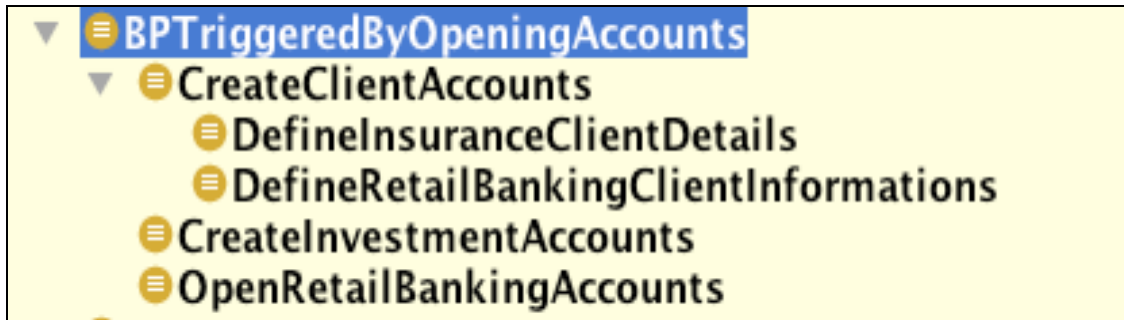 BPTriggeredByOpeningAccounts
CreateClientAccounts
DefineInsuranceClientDetails
DefineRetailBankingClientInformations
CreateInvestmentAccounts
OpenRetailBankingAccounts